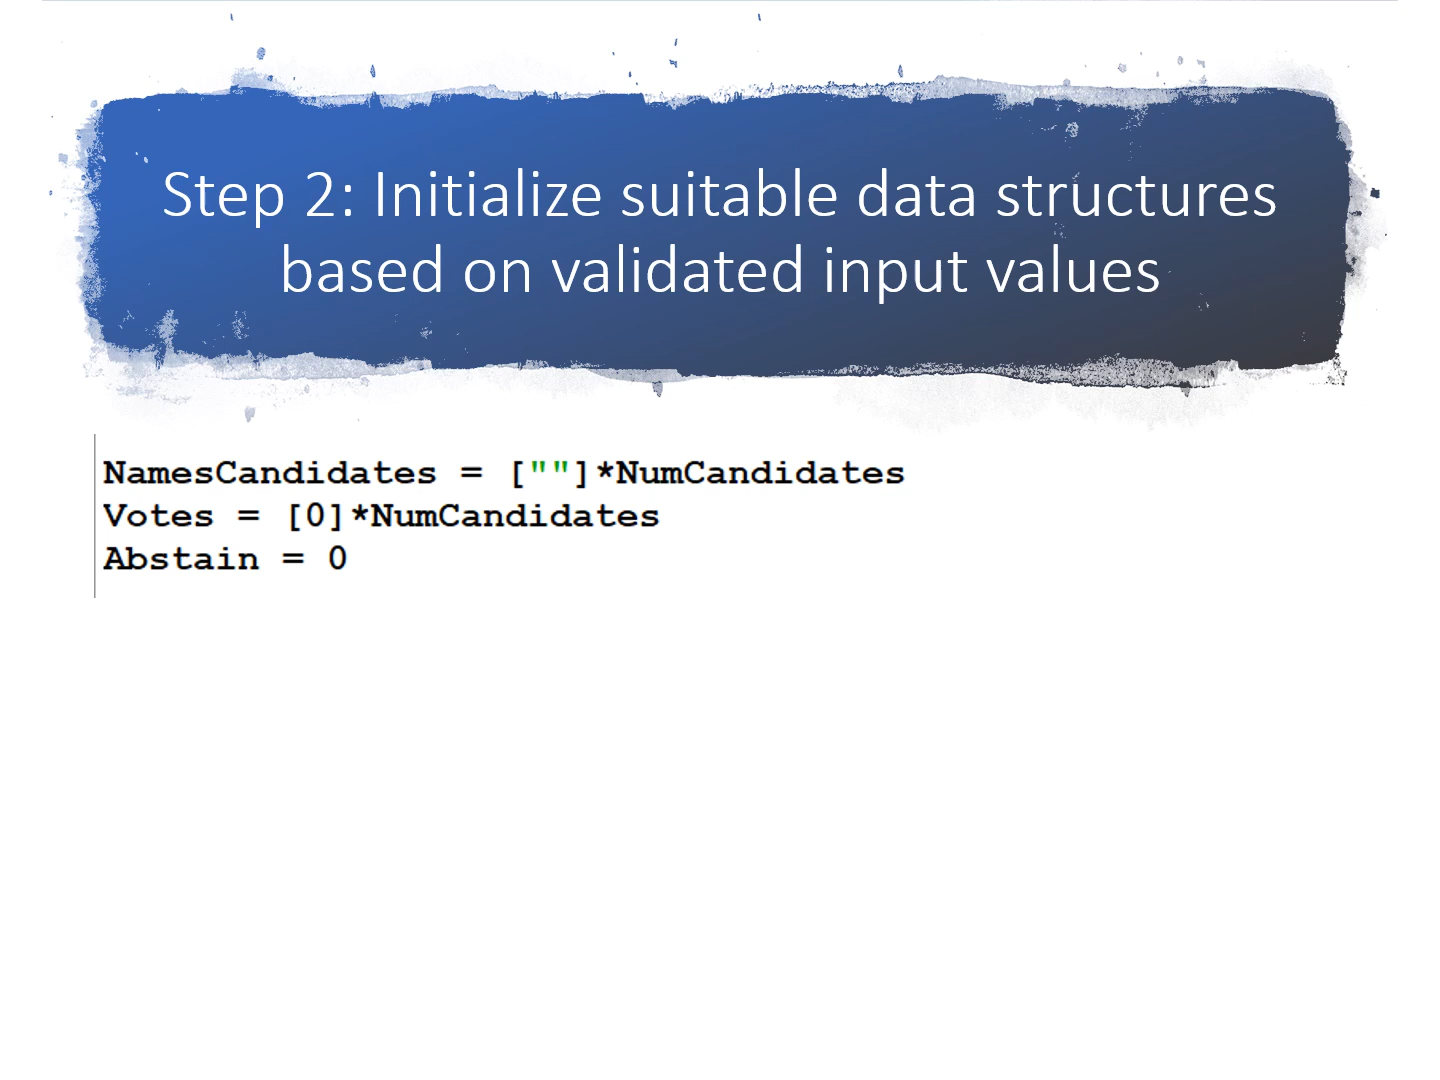 Step 2: Initialize suitable data structures
based on validated input values
NamesCandidates = [""]*NumCandidates
Votes = [0]*NumCandidates
Abstain = 0